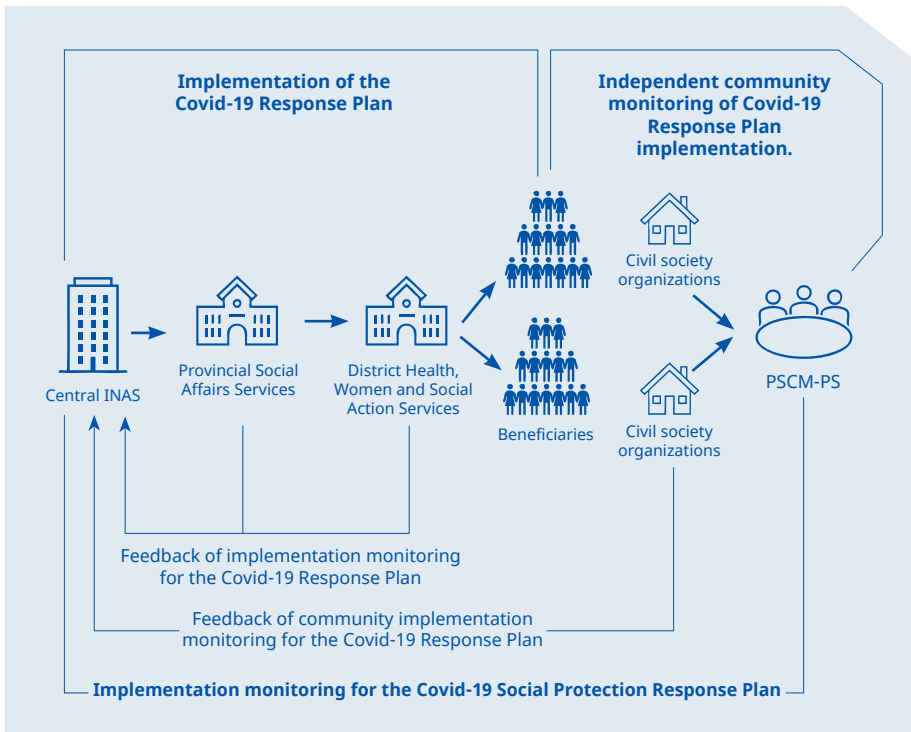 Implementation of the
Covid-19 Response Plan
Independent community
monitoring of Covid-19
Response Plan
implementation.
Civil society
organizations
Central INAS
Provincial Social
Affairs Services
District Health,
Women and Social
Action Services
Beneficiaries
Civil society
organizations
PSCM-PS
Feedback of implementation monitoring
for the Covid-19 Response Plan
Feedback of community implementation
monitoring for the Covid-19 Response Plan
Implementation monitoring for the Covid-19 Social Protection Response Plan